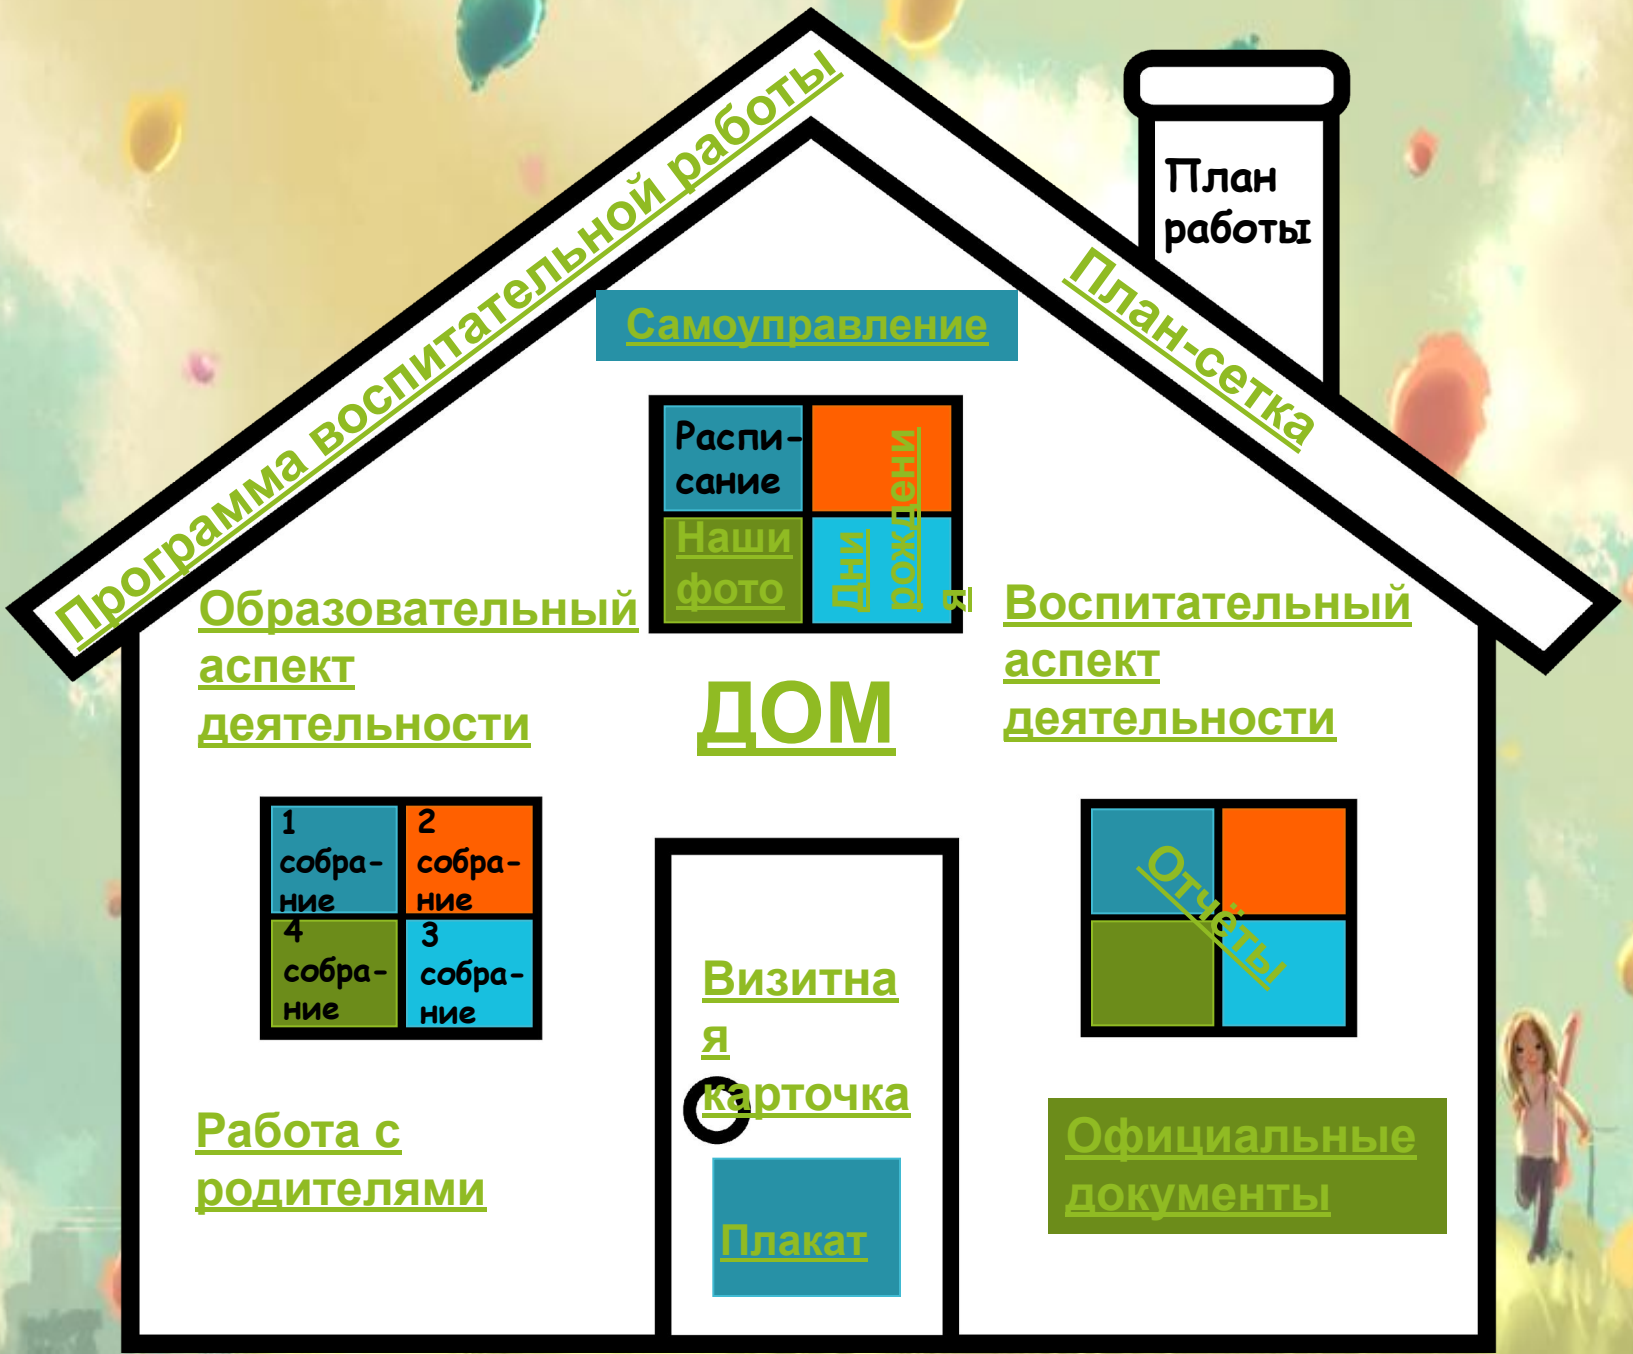 Программа воспитательной работы
План
работы
План-сетка
Самоуправление
Распи-
сание
Наши
фото
Дни
рождени
я
Образовательный
аспект
деятельности
ДОМ
Воспитательный
аспект
деятельности
1
собра-
ние
2
собра-
ние
4
собра-
ние
3
собра-
ние
Отчёты
Визитна
я
карточка
Работа с
родителями
Официальные
документы
Плакат